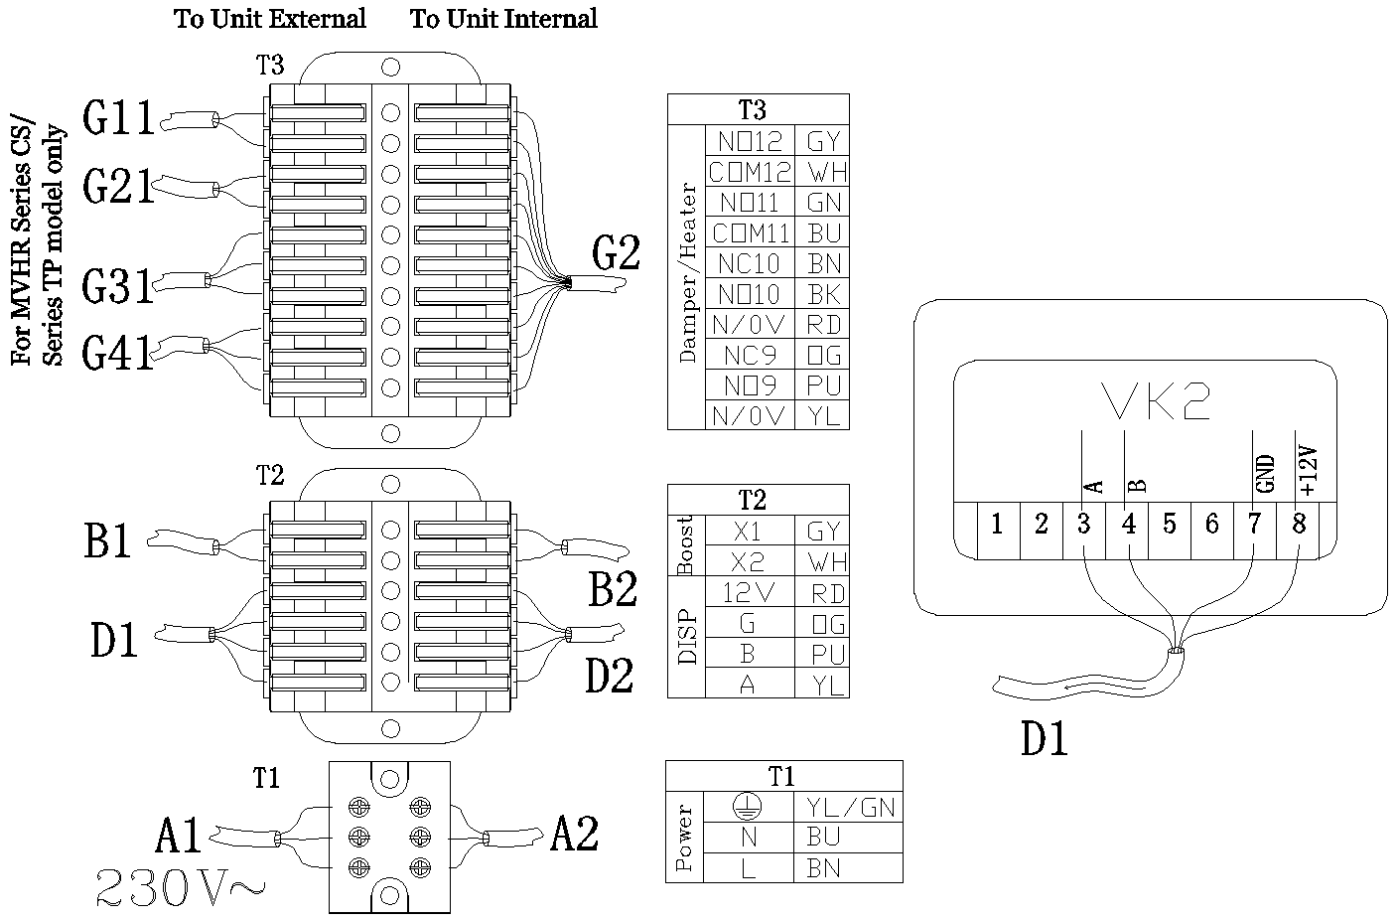 To Unit External To Unit Internal
T3
For MVHR Series CS/
Series TP model only
G11
G21
G31
G41
G2
T3
Damper/Heater
NO12 GY
COM12 WH
NO11 GN
COM11 BU
NC10 BN
NO10 BK
N/0V RD
NC9 OG
NO9 PU
N/0V YL
T2
B1
D1
B2
D2
T2
Boost
X1 GY
X2 WH
DISP
12V RD
G OG
B PU
A YL
T1
A1
230V~
A2
T1
Power
YL/GN
N BU
L BN
VK2
A B GND +12V
1 2 3 4 5 6 7 8
D1